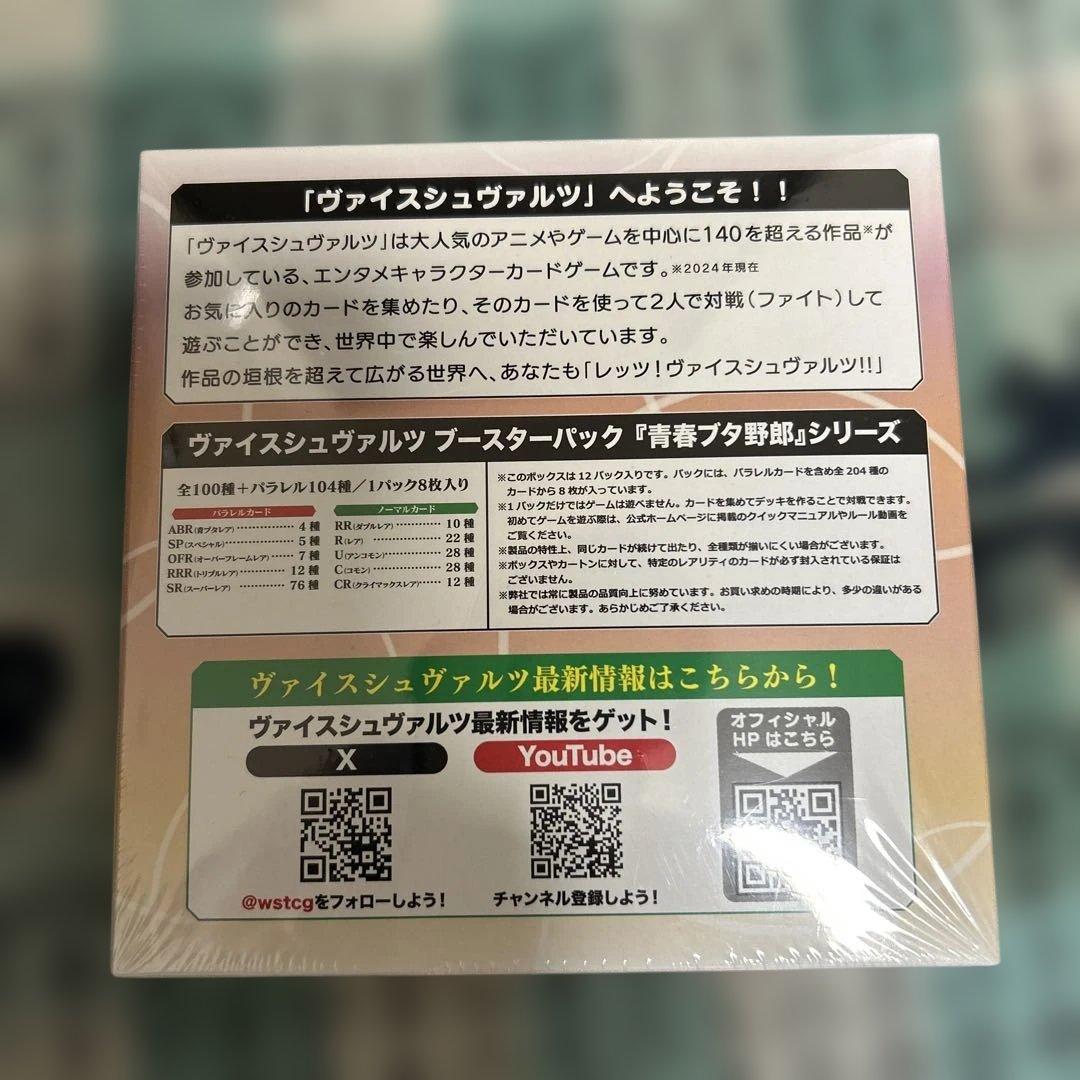 「ヴァイスシュヴァルツ」へようこそ！！
「ヴァイスシュヴァルツ」は大人気のアニメやゲームを中心に140を超える作品※が
参加している、エンタメキャラクターカードゲームです。※2024年現在
お気に入りのカードを集めたり、そのカードを使って2人で対戦（ファイト）して
遊ぶことができ、世界中で楽しんでいただいています。
作品の垣根を超えて広がる世界へ、あなたも「レッツ！ヴァイスシュヴァルツ!!」
ヴァイスシュヴァルツ ブースターパック『青春ブタ野郎』シリーズ
全100種＋パラレル104種／1パック8枚入り
パラレルカード
ABR(青ブタレア)⋯⋯⋯⋯ 4種
SP(スペシャル)⋯⋯⋯⋯ 5種
OFR(オーバーフレームレア)⋯ 7種
RRR(トリプルレア)⋯⋯⋯ 12種
SR(スーパーレア)⋯⋯⋯ 76種
ノーマルカード
RR(ダブルレア)⋯⋯⋯⋯ 10種
R(レア)⋯⋯⋯⋯⋯⋯ 22種
U(アンコモン)⋯⋯⋯⋯ 28種
C(コモン)⋯⋯⋯⋯⋯ 28種
CR(クライマックスレア)⋯⋯ 12種
※このボックスは12パック入りです。パックには、パラレルカードを含め全204種の
カードから8枚が入っています。
※1パックだけではゲームは遊べません。カードを集めてデッキを作ることで対戦できます。
初めてゲームを遊ぶ際は、公式ホームページに掲載のクイックマニュアルやルール動画を
ご覧ください。
※製品の特性上、同じカードが続けて出たり、全種類が揃いにくい場合がございます。
※ボックスやカートンに対して、特定のレアリティのカードが必ず封入されている保証は
ございません。
※弊社では常に製品の品質向上に努めています。お買い求めの時期により、多少の違いがある
場合がございます。あらかじめご了承ください。
ヴァイスシュヴァルツ最新情報はこちらから！
ヴァイスシュヴァルツ最新情報をゲット！
X
@wstcgをフォローしよう！
YouTube
チャンネル登録しよう！
オフィシャル
HPはこちら